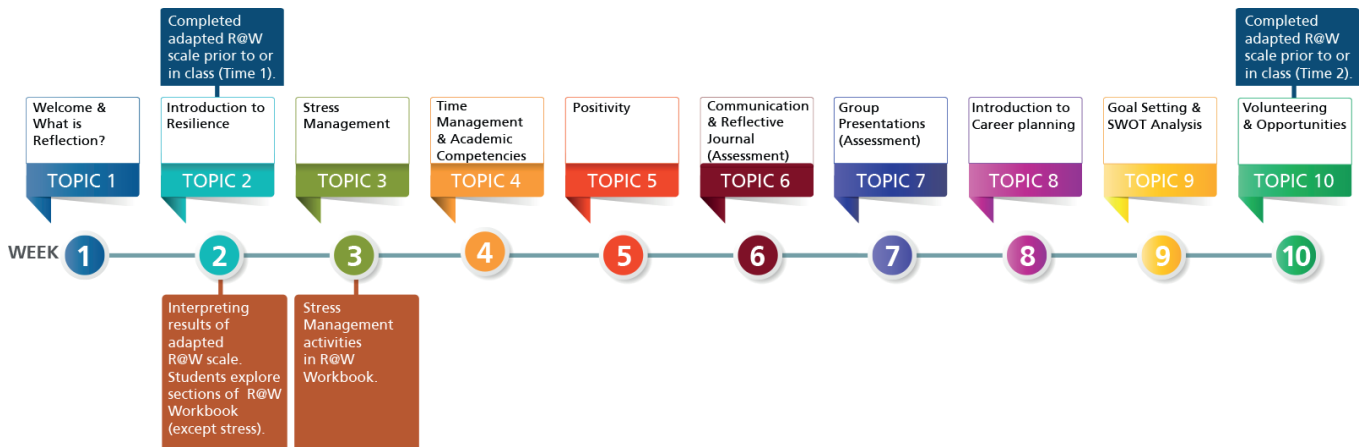 Completed
adapted R@W
scale prior to or
in class (Time 1).
Completed
adapted R@W
scale prior to or
in class (Time 2).
Welcome &
What is
Reflection?
TOPIC 1
Introduction to
Resilience
TOPIC 2
Stress
Management
TOPIC 3
Time
Management
& Academic
Competencies
TOPIC 4
Positivity
TOPIC 5
Communication
& Reflective
Journal
(Assessment)
TOPIC 6
Group
Presentations
(Assessment)
TOPIC 7
Introduction to
Career planning
TOPIC 8
Goal Setting &
SWOT Analysis
TOPIC 9
Volunteering
& Opportunities
TOPIC 10
WEEK 1 2 3 4 5 6 7 8 9 10
Interpreting
results of
adapted
R@W scale.
Students explore
sections of R@W
Workbook
(except stress).
Stress
Management
activities
in R@W
Workbook.